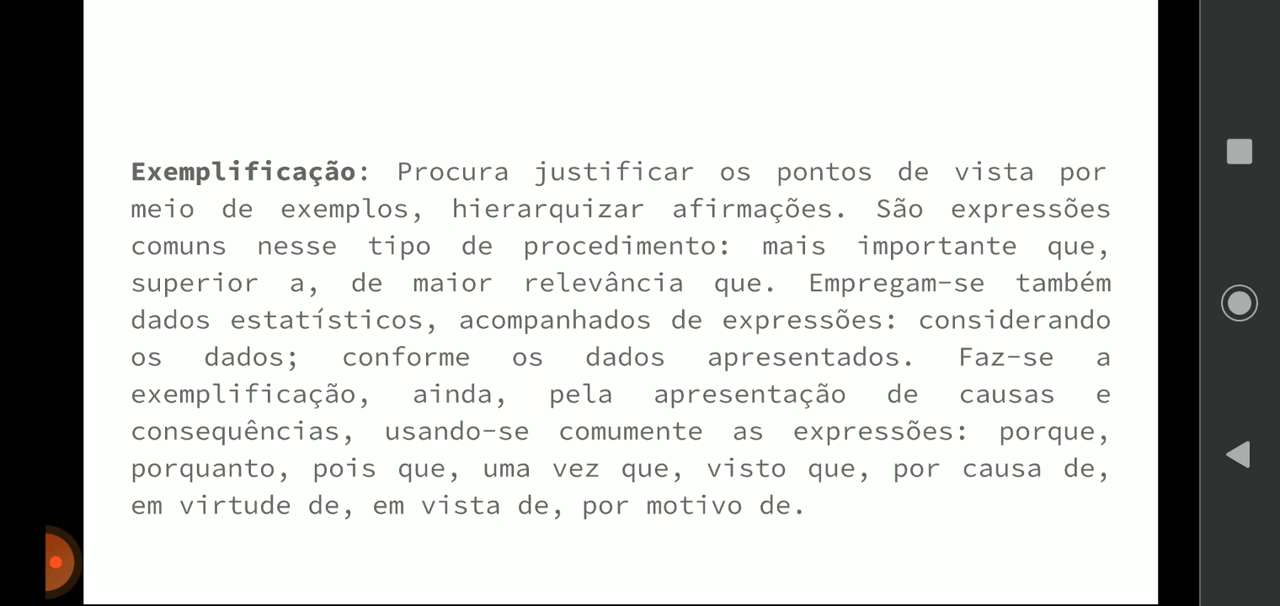 Exemplificação: Procura justificar os pontos de vista por
meio de exemplos, hierarquizar afirmações. São expressões
comuns nesse tipo de procedimento: mais importante que,
superior a, de maior relevância que. Empregam-se também
dados estatísticos, acompanhados de expressões: considerando
os dados; conforme os dados apresentados. Faz-se a
exemplificação, ainda, pela apresentação de causas e
consequências, usando-se comumente as expressões: porque,
porquanto, pois que, uma vez que, visto que, por causa de,
em virtude de, em vista de, por motivo de.